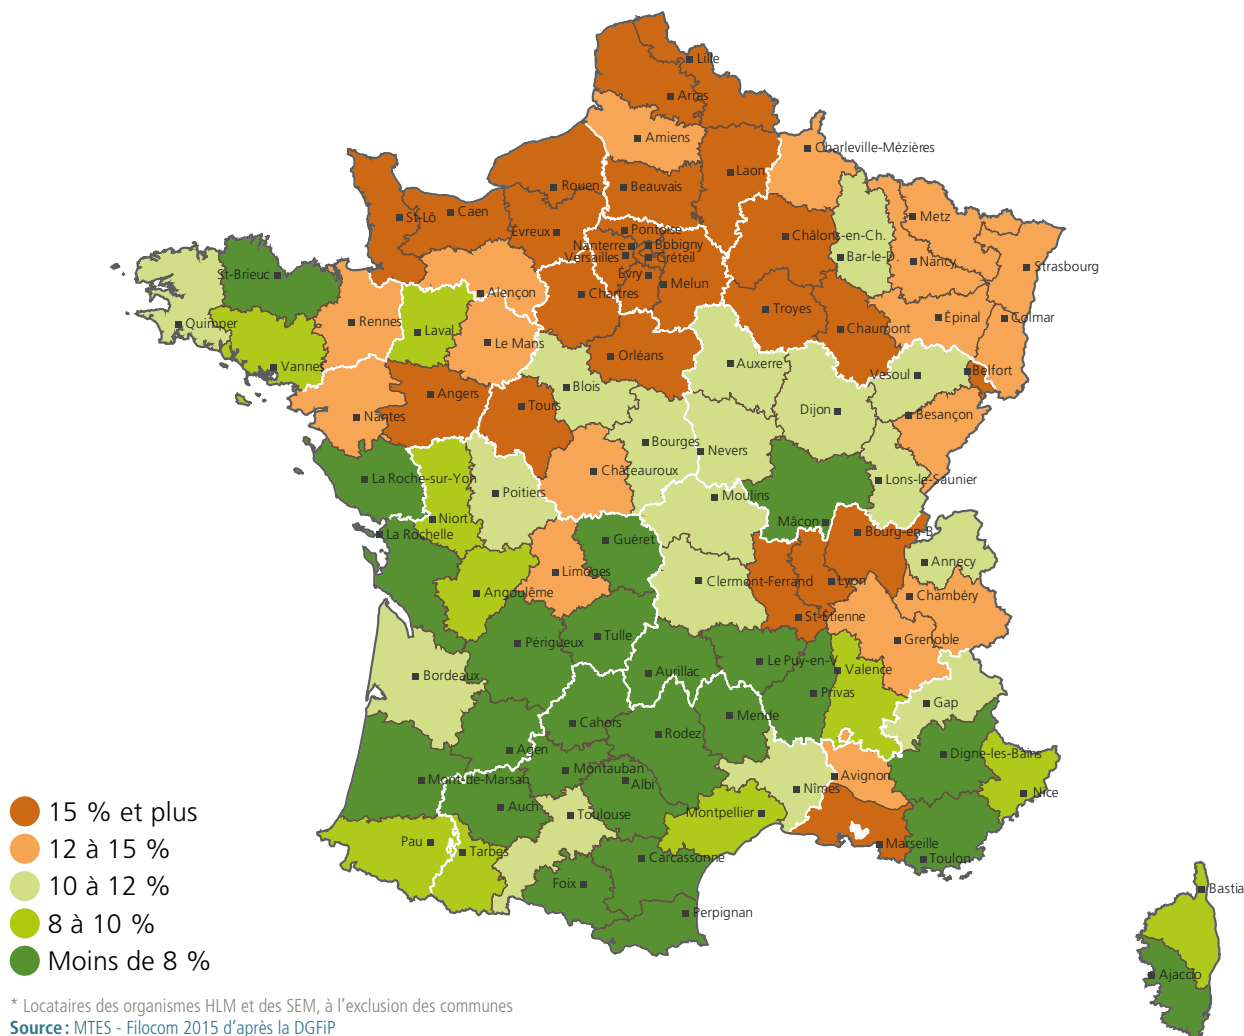 Lille
Arras
Amiens
Charleville-Mézières
Laon
Rouen
Beauvais
Metz
St-Lô
Caen
Évreux
Pontoise
Châlons-en-Ch.
Nanterre
Bobigny
Versailles
Créteil
Bar-le-D.
Nancy
Strasbourg
St-Brieuc
Évry
Melun
Alençon
Chartres
Troyes
Épinal
Colmar
Quimper
Rennes
Laval
Chaumont
Le Mans
Orléans
Vannes
Auxerre
Vesoul
Belfort
Blois
Angers
Tours
Dijon
Besançon
Nantes
Bourges
Nevers
Châteauroux
La Roche-sur-Yon
Lons-le-Saunier
Poitiers
Moulins
Niort
Mâcon
La Rochelle
Bourg-en-B
Guéret
Annecy
Limoges
Clermont-Ferrand
Lyon
Angoulême
Chambéry
St-Étienne
Tulle
Périgueux
Grenoble
Le Puy-en-V
Aurillac
Valence
Bordeaux
Privas
Gap
Mende
Cahors
Rodez
Agen
Digne-les-Bains
Montauban
Avignon
Mont-de-Marsan
Albi
Nîmes
Nice
Auch
15 % et plus
Toulouse
Montpellier
Pau
Marseille
12 à 15 %
Tarbes
Carcassonne
Toulon
10 à 12 %
Foix
Bastia
Perpignan
8 à 10 %
Moins de 8 %
Ajaccio
* Locataires des organismes HLM et des SEM, à l'exclusion des communes
Source : MTES - Filocom 2015 d'après la DGFiP